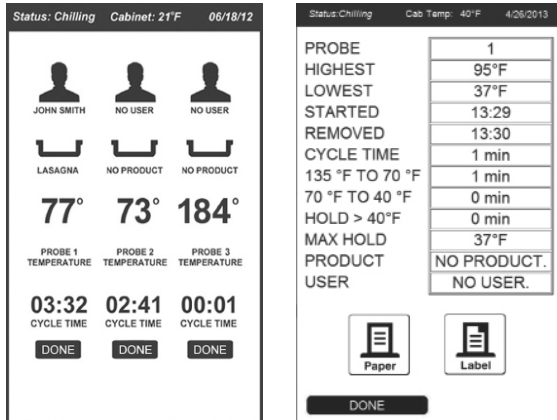 Status: Chilling Cabinet: 21°F 06/18/12
JOHN SMITH NO USER NO USER
LASAGNA NO PRODUCT NO PRODUCT
77° 73° 184°
PROBE 1 PROBE 2 PROBE 3
TEMPERATURE TEMPERATURE TEMPERATURE
03:32 02:41 00:01
CYCLE TIME CYCLE TIME CYCLE TIME
DONE DONE DONE
Status:Chilling Cab Temp: 40°F 4/26/2013
PROBE 1
HIGHEST 95°F
LOWEST 37°F
STARTED 13:29
REMOVED 13:30
CYCLE TIME 1 min
135 °F TO 70 °F 1 min
70 °F TO 40 °F 0 min
HOLD > 40°F 0 min
MAX HOLD 37°F
PRODUCT NO PRODUCT.
USER NO USER.
Paper Label
DONE